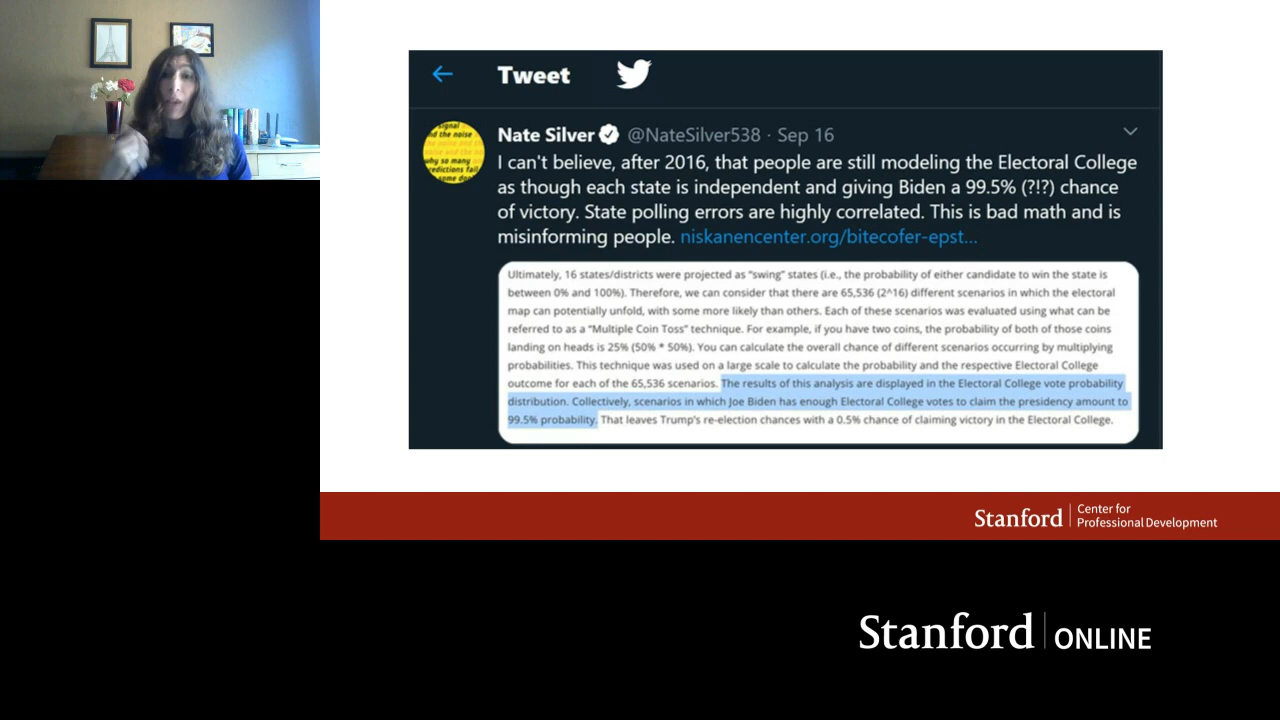 Tweet
Nate Silver @NateSilver538 · Sep 16
I can't believe, after 2016, that people are still modeling the Electoral College
as though each state is independent and giving Biden a 99.5% (?!?) chance
of victory. State polling errors are highly correlated. This is bad math and is
misinforming people. niskanencenter.org/bitecofer-epst...
signal
nd the noise
why so many
redictions fail
some don
Ultimately, 16 states/districts were projected as "swing" states (i.e., the probability of either candidate to win the state is
between 0% and 100%). Therefore, we can consider that there are 65,536 (2^16) different scenarios in which the electoral
map can potentially unfold, with some more likely than others. Each of these scenarios was evaluated using what can be
referred to as a "Multiple Coin Toss" technique. For example, if you have two coins, the probability of both of those coins
landing on heads is 25% (50% * 50%). You can calculate the overall chance of different scenarios occurring by multiplying
probabilities. This technique was used on a large scale to calculate the probability and the respective Electoral College
outcome for each of the 65,536 scenarios. The results of this analysis are displayed in the Electoral College vote probability
distribution. Collectively, scenarios in which Joe Biden has enough Electoral College votes to claim the presidency amount to
99.5% probability. That leaves Trump's re-election chances with a 0.5% chance of claiming victory in the Electoral College.
Stanford
Center for
Professional Development
Stanford ONLINE